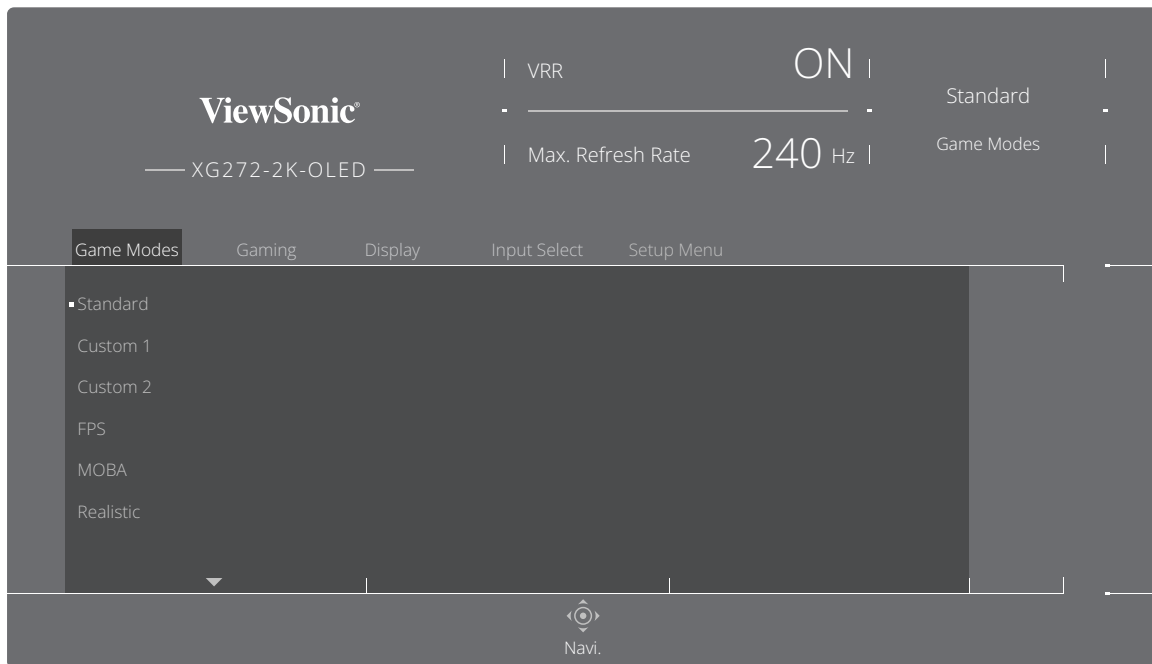 ViewSonic®
XG272-2K-OLED
VRR ON
Max. Refresh Rate 240 Hz
Standard
Game Modes
Game Modes Gaming Display Input Select Setup Menu
Standard
Custom 1
Custom 2
FPS
MOBA
Realistic
Navi.